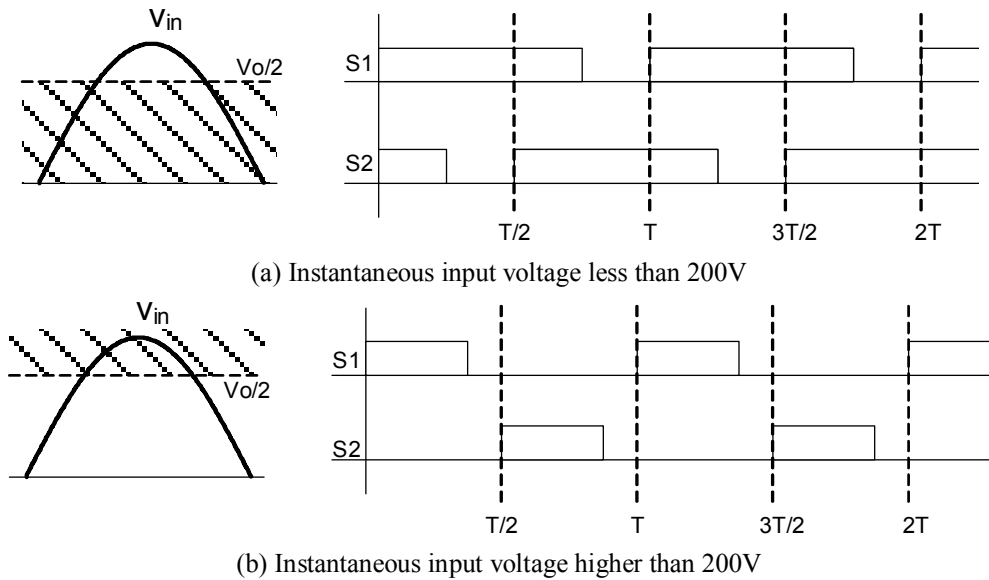 Vin
Vo/2
S1
S2
T/2 T 3T/2 2T
(a) Instantaneous input voltage less than 200V
Vin
Vo/2
S1
S2
T/2 T 3T/2 2T
(b) Instantaneous input voltage higher than 200V